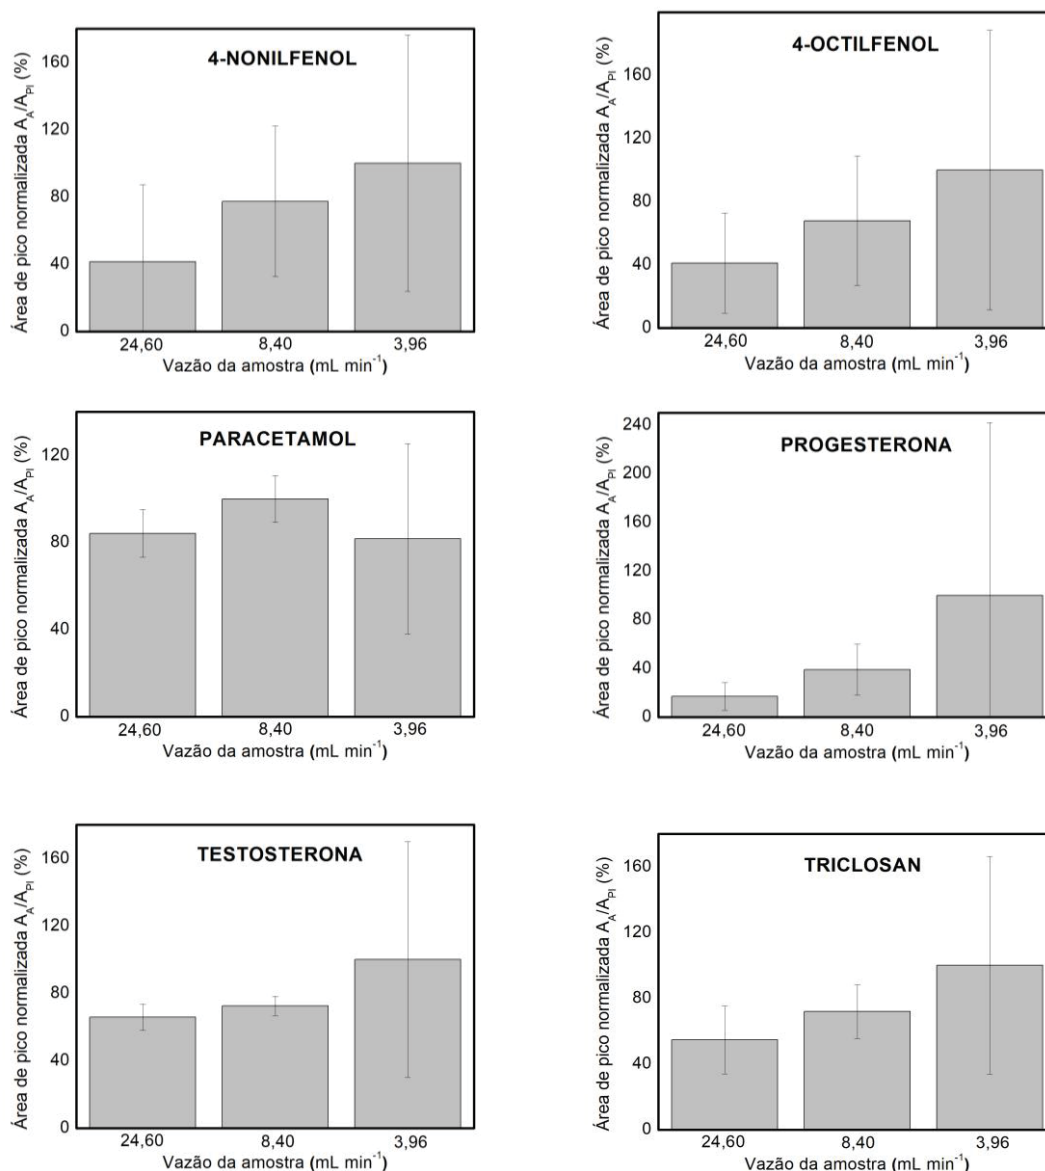 4-NONILFENOL
Área de pico normalizada A_A/A_PI (%)
160
120
80
40
0
24,60 8,40 3,96
Vazão da amostra (mL min⁻¹)
4-OCTILFENOL
Área de pico normalizada A_A/A_PI (%)
160
120
80
40
0
24,60 8,40 3,96
Vazão da amostra (mL min⁻¹)
PARACETAMOL
Área de pico normalizada A_A/A_PI (%)
120
80
40
0
24,60 8,40 3,96
Vazão da amostra (mL min⁻¹)
PROGESTERONA
Área de pico normalizada A_A/A_PI (%)
240
200
160
120
80
40
0
24,60 8,40 3,96
Vazão da amostra (mL min⁻¹)
TESTOSTERONA
Área de pico normalizada A_A/A_PI (%)
160
120
80
40
0
24,60 8,40 3,96
Vazão da amostra (mL min⁻¹)
TRICLOSAN
Área de pico normalizada A_A/A_PI (%)
160
120
80
40
0
24,60 8,40 3,96
Vazão da amostra (mL min⁻¹)